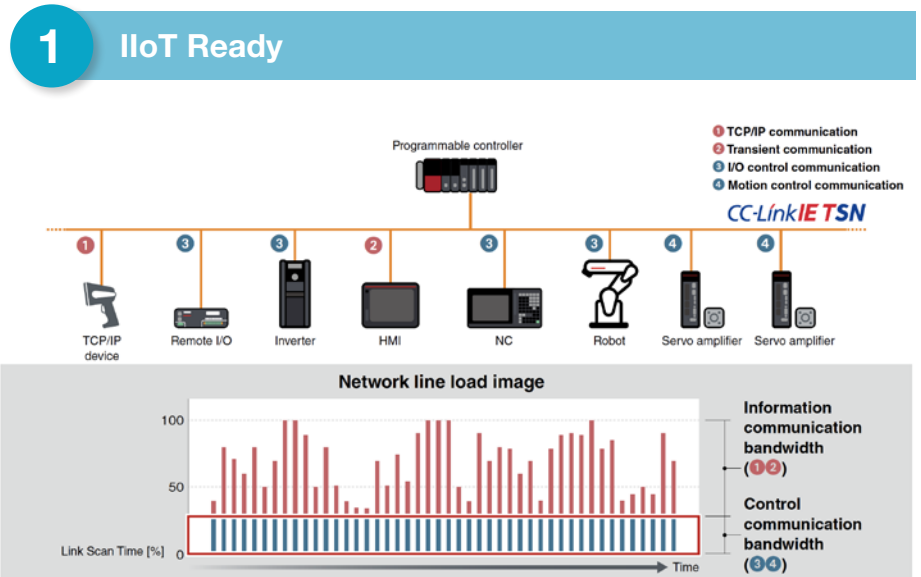 1
IIoT Ready
Programmable controller
1 TCP/IP communication
2 Transient communication
3 I/O control communication
4 Motion control communication
CC-Link IE TSN
1
3
3
2
3
3
4
4
TCP/IP
device
Remote I/O
Inverter
HMI
NC
Robot
Servo amplifier
Servo amplifier
Network line load image
100
50
Link Scan Time [%] 0
Time
Information
communication
bandwidth
(12)
Control
communication
bandwidth
(34)